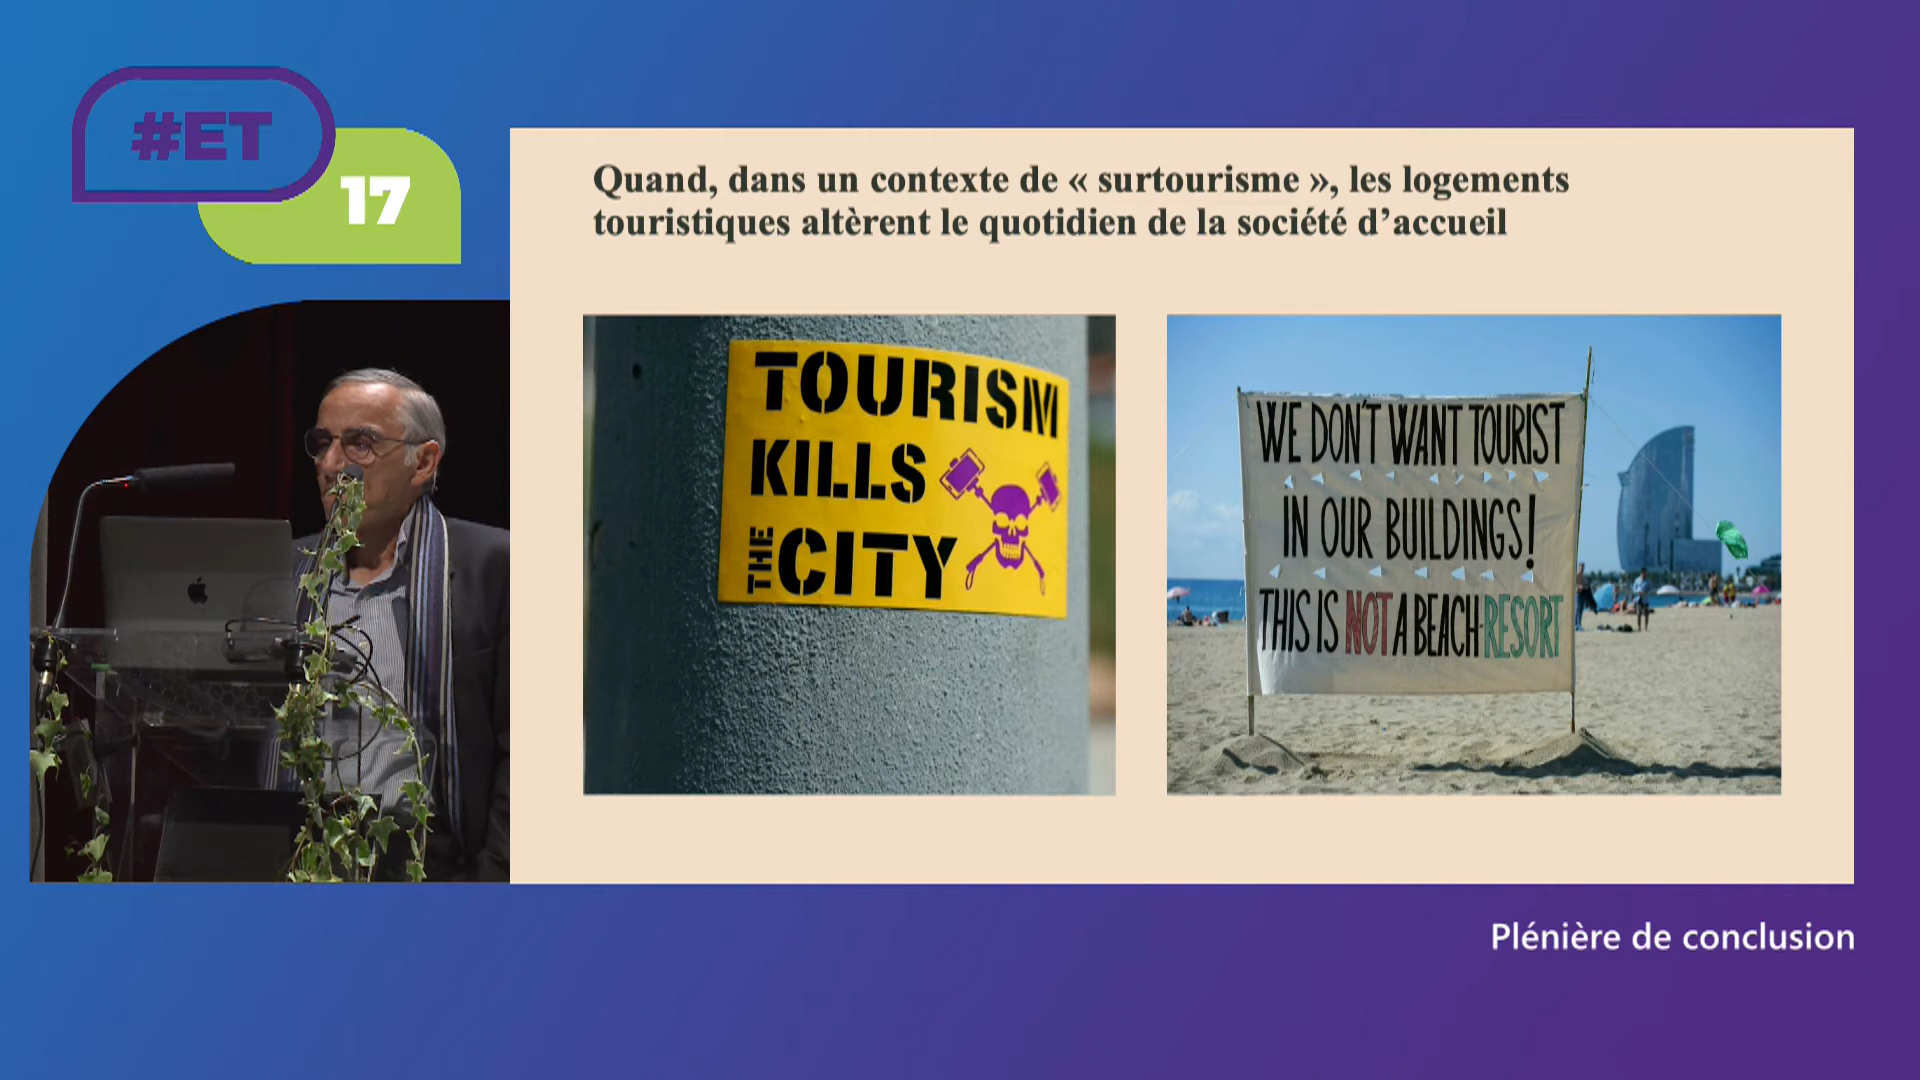 #ET
17
Quand, dans un contexte de « surtourisme », les logements
touristiques altèrent le quotidien de la société d’accueil
TOURISM
KILLS
THE CITY
WE DON'T WANT TOURIST
IN OUR BUILDINGS!
THIS IS NOT A BEACH RESORT
Plénière de conclusion